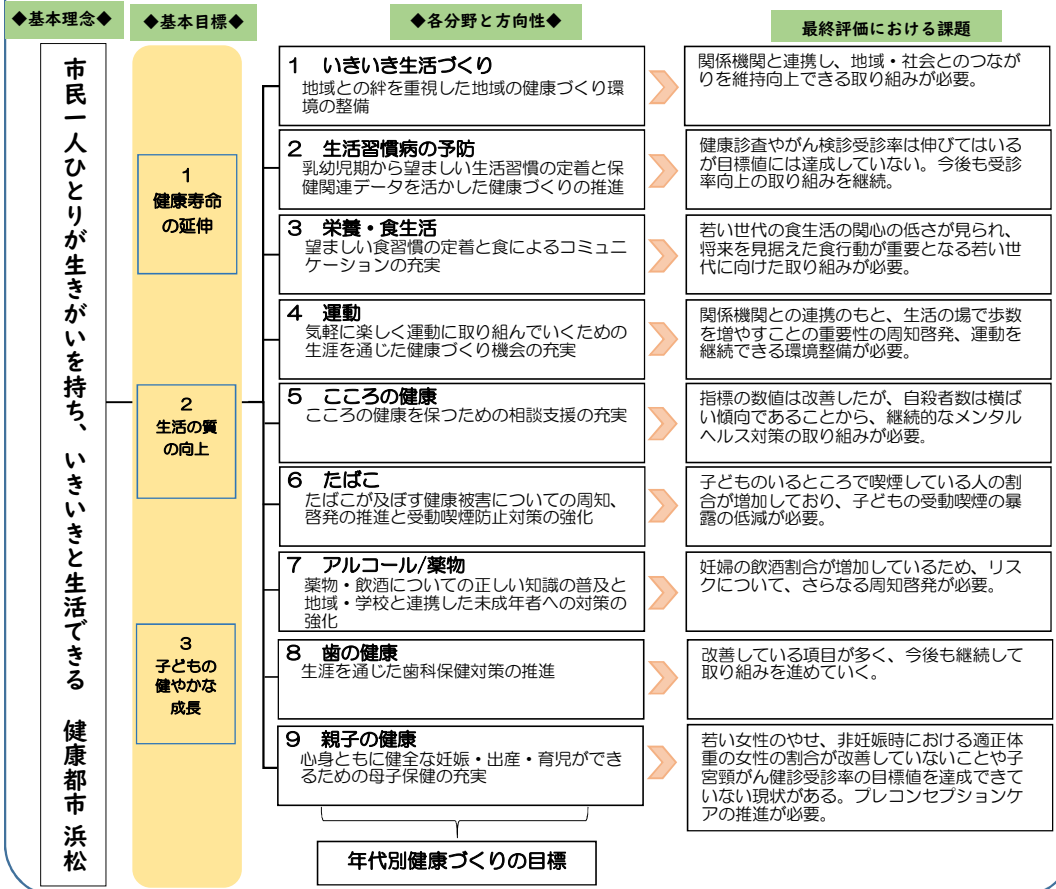 ◆基本理念◆
◆基本目標◆
◆各分野と方向性◆
最終評価における課題
市民一人ひとりが生きがいを持ち、いきいきと生活できる 健康都市 浜松
1
健康寿命
の延伸
2
生活の質
の向上
3
子どもの
健やかな
成長
1 いきいき生活づくり
地域との絆を重視した地域の健康づくり環
境の整備
関係機関と連携し、地域・社会とのつなが
りを維持向上できる取り組みが必要。
2 生活習慣病の予防
乳幼児期から望ましい生活習慣の定着と保
健関連データを活かした健康づくりの推進
健康診査やがん検診受診率は伸びてはいる
が目標値には達成していない。今後も受診
率向上の取り組みを継続。
3 栄養・食生活
望ましい食習慣の定着と食によるコミュニ
ケーションの充実
若い世代の食生活の関心の低さが見られ、
将来を見据えた食行動が重要となる若い世
代に向けた取り組みが必要。
4 運動
気軽に楽しく運動に取り組んでいくための
生涯を通じた健康づくり機会の充実
関係機関との連携のもと、生活の場で歩数
を増やすことの重要性の周知啓発、運動を
継続できる環境整備が必要。
5 こころの健康
こころの健康を保つための相談支援の充実
指標の数値は改善したが、自殺者数は横ば
い傾向であることから、継続的なメンタル
ヘルス対策の取り組みが必要。
6 たばこ
たばこが及ぼす健康被害についての周知、
啓発の推進と受動喫煙防止対策の強化
子どものいるところで喫煙している人の割
合が増加しており、子どもの受動喫煙の暴
露の低減が必要。
7 アルコール/薬物
薬物・飲酒についての正しい知識の普及と
地域・学校と連携した未成年者への対策の
強化
妊婦の飲酒割合が増加しているため、リス
クについて、さらなる周知啓発が必要。
8 歯の健康
生涯を通じた歯科保健対策の推進
改善している項目が多く、今後も継続して
取り組みを進めていく。
9 親子の健康
心身ともに健全な妊娠・出産・育児ができ
るための母子保健の充実
若い女性のやせ、非妊娠時における適正体
重の女性の割合が改善していないことや子
宮頸がん健診受診率の目標値を達成できて
いない現状がある。プレコンセプションケ
アの推進が必要。
年代別健康づくりの目標